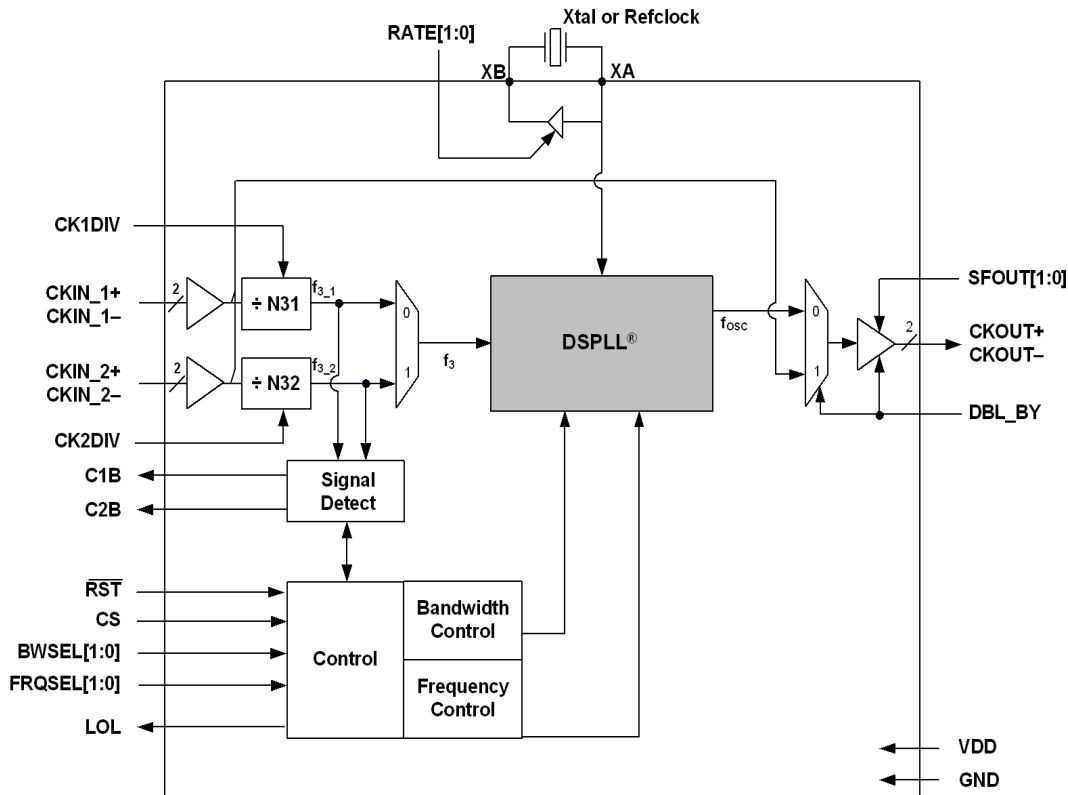 Xtal or Refclock
RATE[1:0]
XB
XA
CK1DIV
CKIN_1+
CKIN_1–
2
÷ N31
f3_1
0
CKIN_2+
CKIN_2–
2
÷ N32
f3_2
1
f3
CK2DIV
DSPLL®
fosc
0
1
SFOUT[1:0]
2
CKOUT+
CKOUT–
DBL_BY
C1B
C2B
Signal
Detect
RST
CS
BWSEL[1:0]
FRQSEL[1:0]
LOL
Control
Bandwidth
Control
Frequency
Control
VDD
GND